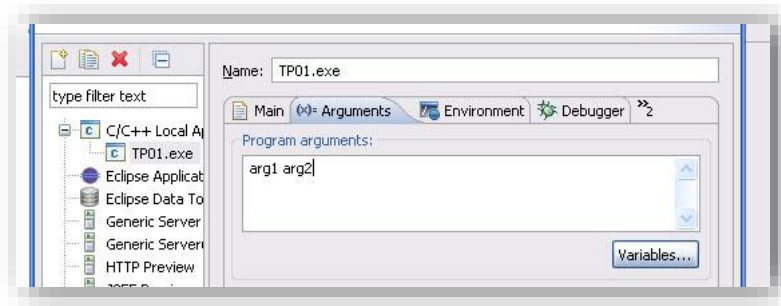 Name: TP01.exe
type filter text
Main (x)= Arguments Environment Debugger »2
C/C++ Local A
TP01.exe
Eclipse Applicat
Eclipse Data To
Generic Server
Generic Server
HTTP Preview
Program arguments:
arg1 arg2
Variables...